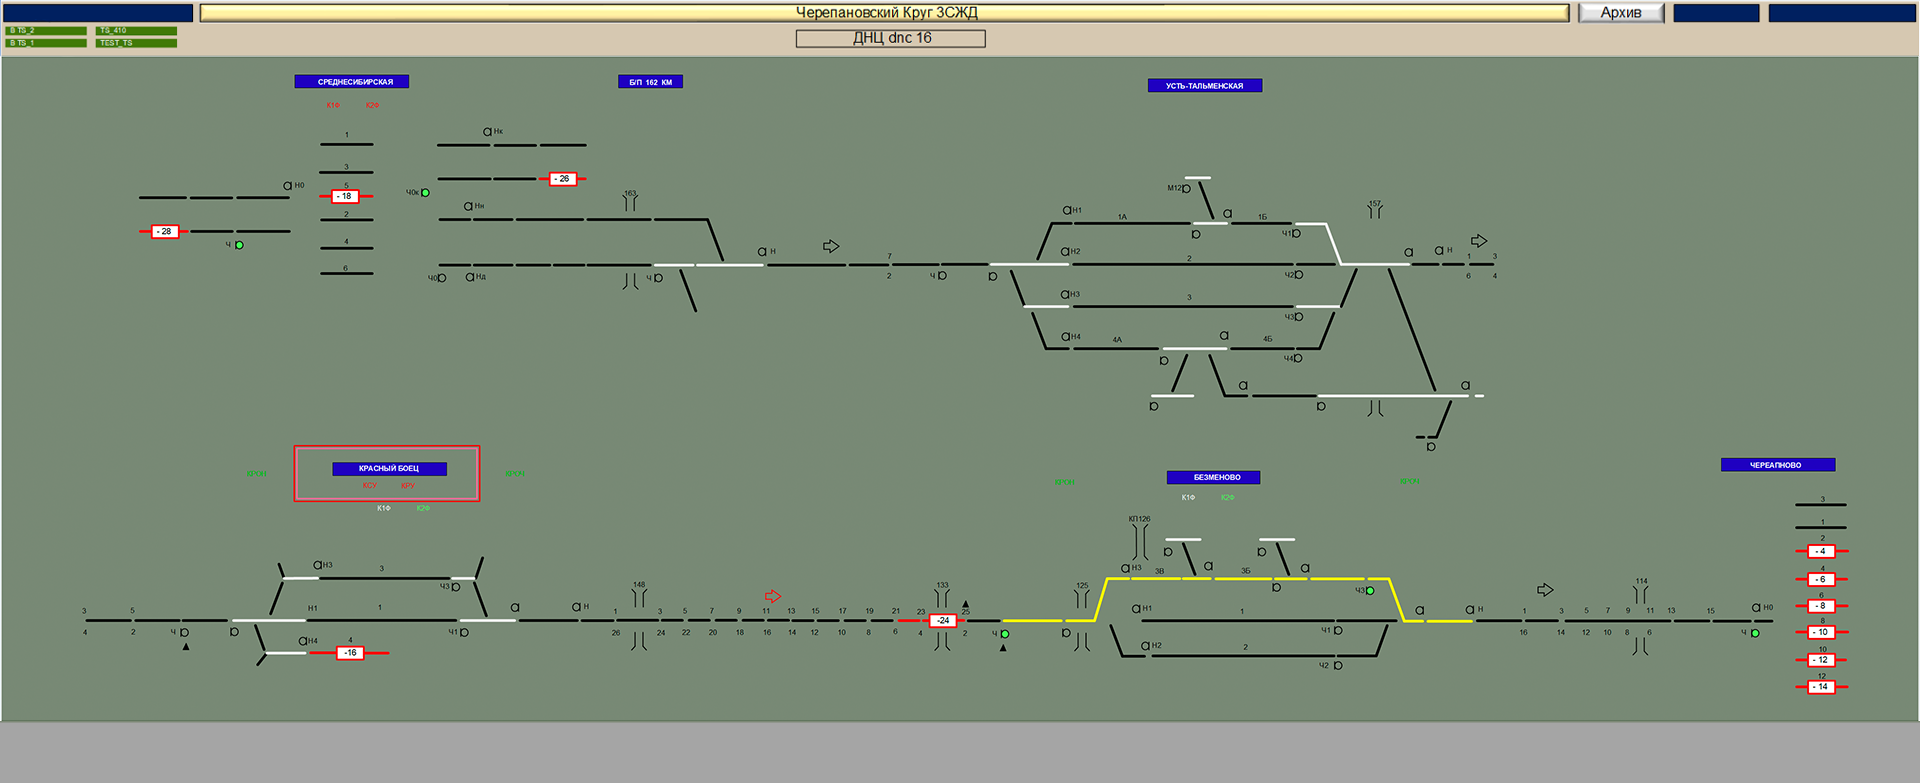 Черепановский Круг ЗСЖД
Архив
B TS_2
TS_410
B TS_1
TEST_TS
ДНЦ dnc 16
СРЕДНЕСИБИРСКАЯ
Б/П 162 КМ
УСТЬ-ТАЛЬМЕНСКАЯ
К1Ф К2Ф
1
Нк
3
- 26
5
Н0
- 18
Ч0к
163
М12
157
2
Нн
Н1
1А
1Б
- 28
Ч1
Ч
4
Н
Н2
Н
7
2
1 3
6
Ч0
Нд
Ч
2
Ч
Ч2
6 4
Н3
3
Ч3
Н4
4А
4Б
Ч4
КРАСНЫЙ БОЕЦ
КСУ КРУ
К1Ф К2Ф
БЕЗМЕНОВО
К1Ф К2Ф
ЧЕРЕАПНОВО
3
1
2
- 4
4
- 6
6
- 8
8
- 10
10
- 12
12
- 14
КП126
Н3
3
Ч3
148
133
125
Н3
3В
3Б
Ч3
114
3 5
Н1
1
Н
1 3 5 7 9 11 13 15 17 19 21 23 25
Н1
1
Н
1 3 5 7 9 11 13 15
Н0
4 2
Ч
Ч1
26 24 22 20 18 16 14 12 10 8 6 4
-24
2
Ч
Ч1
16 14 12 10 8 6
Ч
Н4
4
-16
Н2
2
Ч2